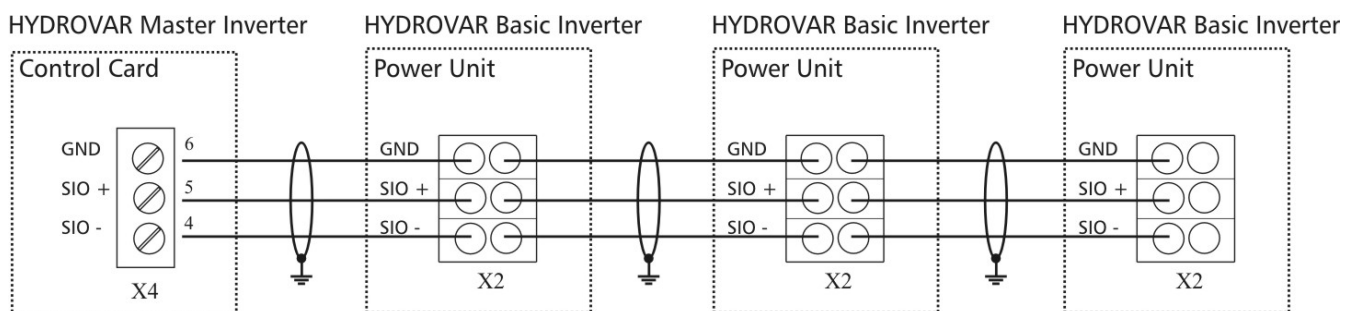 HYDROVAR Master Inverter HYDROVAR Basic Inverter HYDROVAR Basic Inverter HYDROVAR Basic Inverter
Control Card Power Unit Power Unit Power Unit
GND 6 GND GND GND
SIO + 5 SIO + SIO + SIO +
SIO - 4 SIO - SIO - SIO -
X4 X2 X2 X2